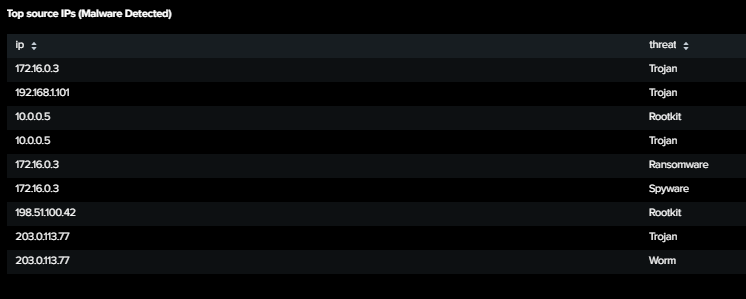 Top source IPs (Malware Detected)
ip threat
172.16.0.3 Trojan
192.168.1.101 Trojan
10.0.0.5 Rootkit
10.0.0.5 Trojan
172.16.0.3 Ransomware
172.16.0.3 Spyware
198.51.100.42 Rootkit
203.0.113.77 Trojan
203.0.113.77 Worm